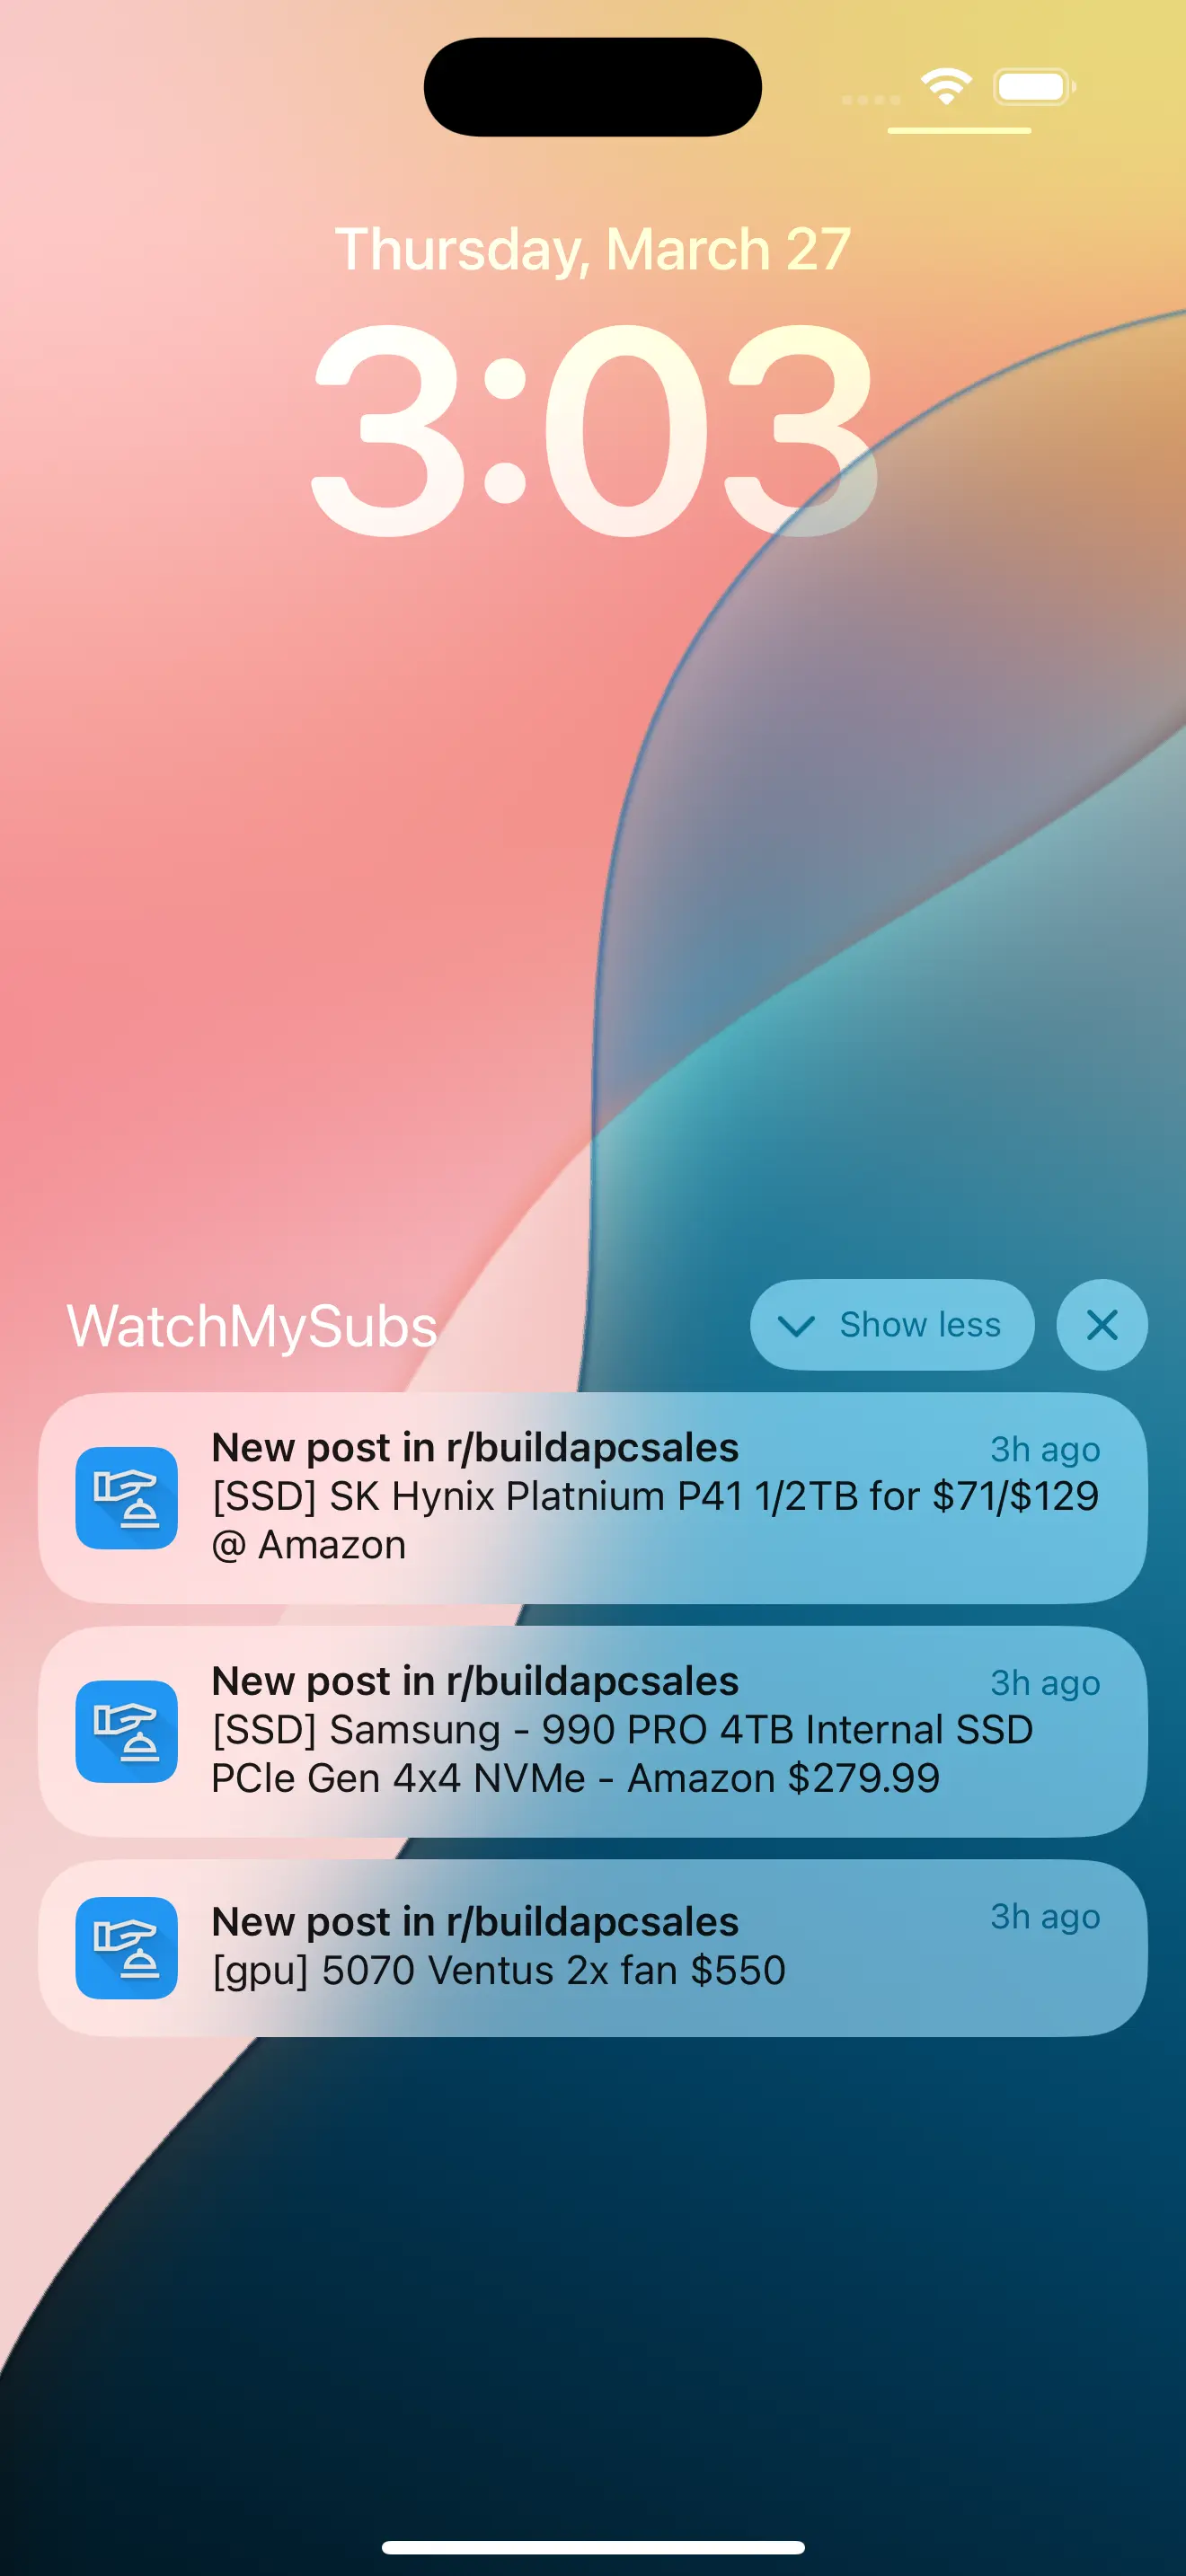 Thursday, March 27
3:03
WatchMySubs
Show less
New post in r/buildapcsales
3h ago
[SSD] SK Hynix Platnium P41 1/2TB for $71/$129
@ Amazon
New post in r/buildapcsales
3h ago
[SSD] Samsung - 990 PRO 4TB Internal SSD
PCle Gen 4x4 NVMe - Amazon $279.99
New post in r/buildapcsales
3h ago
[gpu] 5070 Ventus 2x fan $550